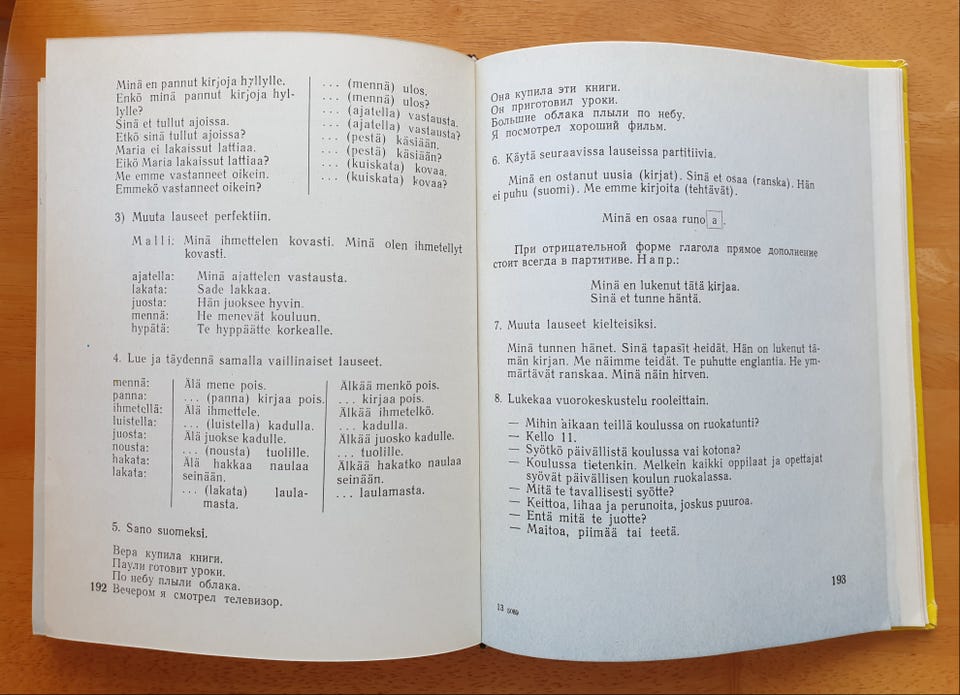 Minä en pannut kirjoja hyllylle.
Enkö minä pannut kirjoja hyl-
lylle?
Sinä et tullut ajoissa.
Etkö sinä tullut ajoissa?
Maria ei lakaissut lattiaa.
Eikö Maria lakaissut lattiaa?
Me emme vastanneet oikein.
Emmekö vastanneet oikein?
... (mennä) ulos.
... (mennä) ulos?
... (ajatella) vastausta.
... (ajatella) vastausta?
... (pestä) käsiään.
... (pestä) käsiään?
... (kuiskata) kovaa.
... (kuiskata) kovaa?
3) Muuta lauseet perfektiin.
Malli: Minä ihmettelen kovasti. Minä olen ihmetellyt
kovasti.
ajatella: Minä ajattelen vastausta.
lakata: Sade lakkaa.
juosta: Hän juoksee hyvin.
mennä: He menevät kouluun.
hypätä: Te hyppäätte korkealle.
4. Lue ja täydennä samalla vaillinaiset lauseet.
mennä:
panna:
ihmetellä:
luistella:
juosta:
nousta:
hakata:
lakata:
Älä mene pois.
... (panna) kirjaa pois.
Älä ihmettele.
... (luistella) kadulla.
Älä juokse kadulle.
... (nousta) tuolille.
Älä hakkaa naulaa
seinään.
... (lakata) laula-
masta.
Älkää menkö pois.
... kirjaa pois.
Älkää ihmetelkö.
... kadulla.
Älkää juosko kadulle.
... tuolille.
Älkää hakatko naulaa
seinään.
... laulamasta.
5. Sano suomeksi.
Вера купила книги.
Паули готовит уроки.
По небу плыли облака.
Вечером я смотрел телевизор.
192
Она купила эти книги.
Он приготовил уроки.
Большие облака плыли по небу.
Я посмотрел хороший фильм.
6. Käytä seuraavissa lauseissa partitiivia.
Minä en ostanut uusia (kirjat). Sinä et osaa (ranska). Hän
ei puhu (suomi). Me emme kirjoita (tehtävät).
Minä en osaa runo a.
При отрицательной форме глагола прямое дополнение
стоит всегда в партитиве. Напр.:
Minä en lukenut tätä kirjaa.
Sinä et tunne häntä.
7. Muuta lauseet kielteisiksi.
Minä tunnen hänet. Sinä tapasit heidät. Hän on lukenut tä-
män kirjan. Me näimme teidät. Te puhutte englantia. He ym-
märtävät ranskaa. Minä näin hirven.
8. Lukekaa vuorokeskustelu rooleittain.
— Mihin aikaan teillä koulussa on ruokatunti?
— Kello 11.
— Syötkö päivällistä koulussa vai kotona?
— Koulussa tietenkin. Melkein kaikki oppilaat ja opettajat
syövät päivällisen koulun ruokalassa.
— Mitä te tavallisesti syötte?
— Keittoa, lihaa ja perunoita, joskus puuroa.
— Entä mitä te juotte?
— Maitoa, piimää tai teetä.
13
193